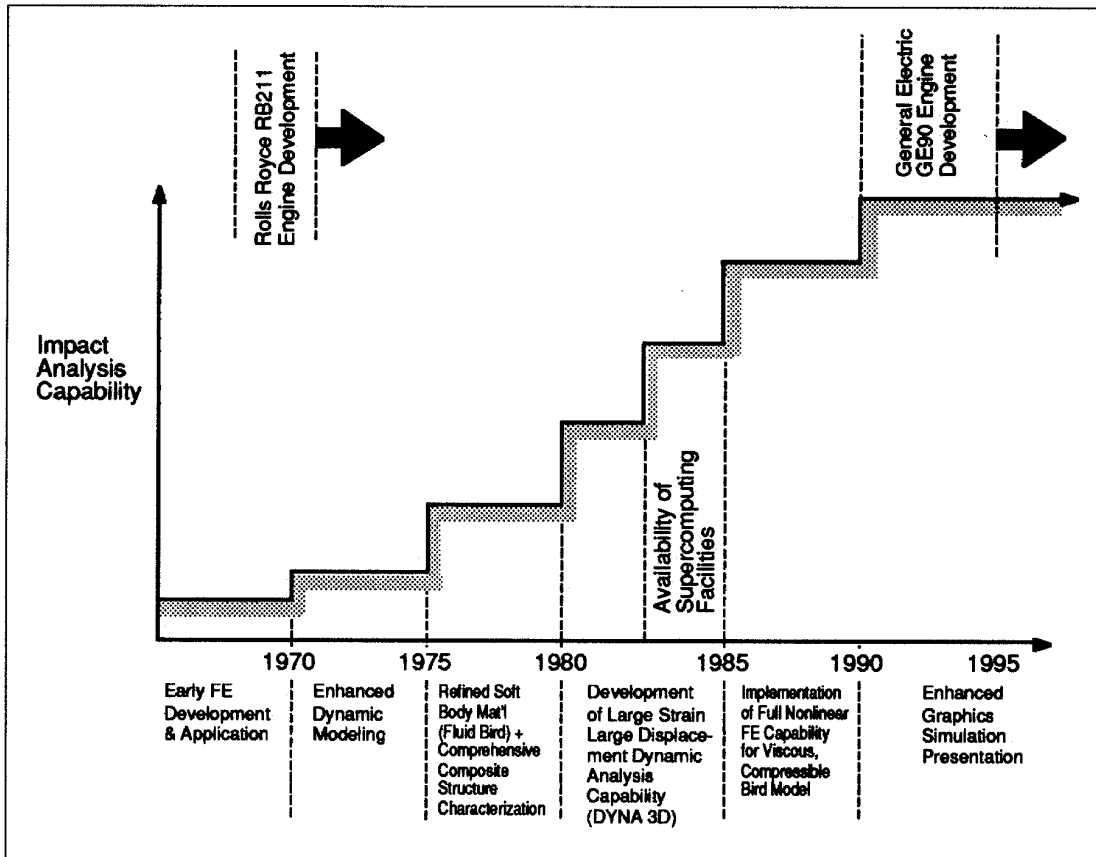 Rolls Royce RB211
Engine Development
General Electric
GE90 Engine
Development
Impact
Analysis
Capability
Availability of
Supercomputing
Facilities
1970
1975
1980
1985
1990
1995
Early FE
Development
& Application
Enhanced
Dynamic
Modeling
Refined Soft
Body Mat'l
(Fluid Bird) +
Comprehensive
Composite
Structure
Characterization
Development
of Large Strain
Large Displace-
ment Dynamic
Analysis
Capability
(DYNA 3D)
Implementation
of Full Nonlinear
FE Capability
for Viscous,
Compressible
Bird Model
Enhanced
Graphics
Simulation
Presentation